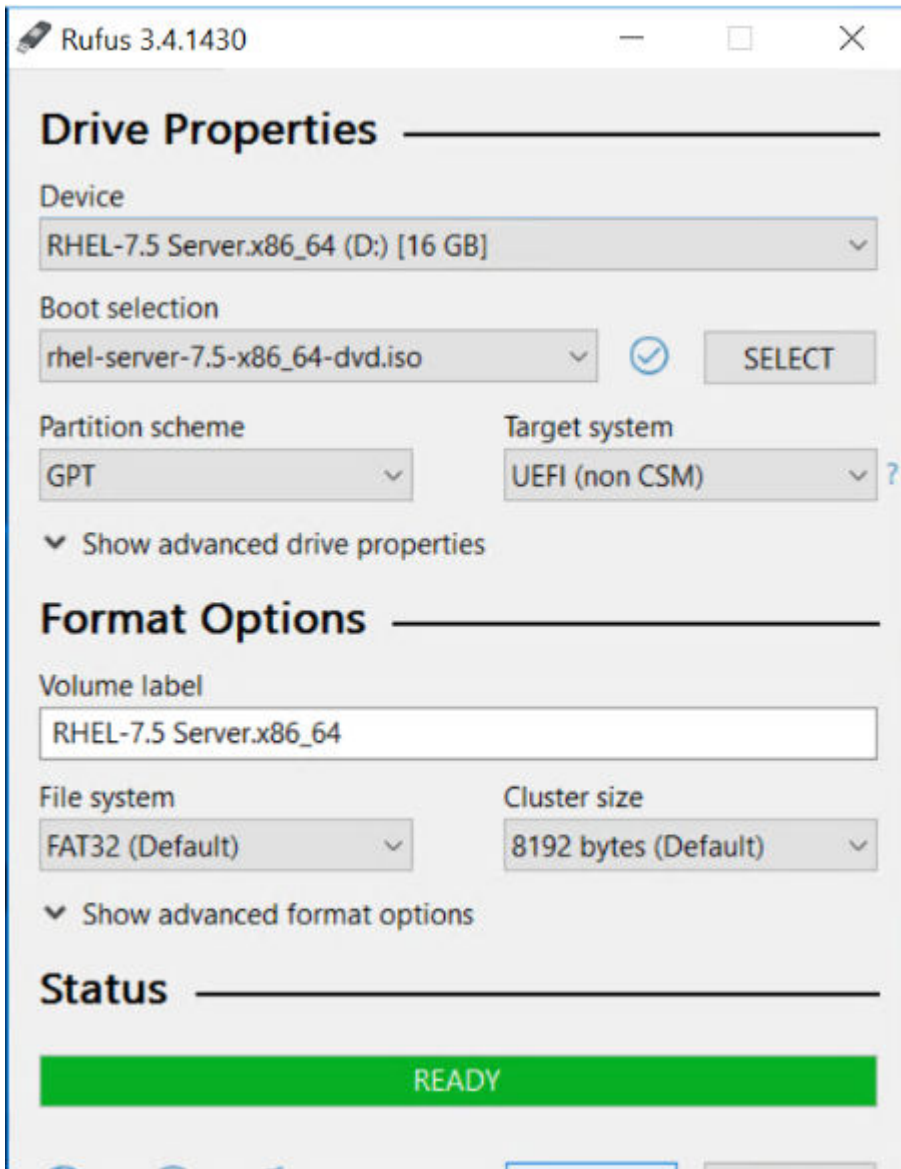 Rufus 3.4.1430
Drive Properties
Device
RHEL-7.5 Server.x86_64 (D:) [16 GB]
Boot selection
rhel-server-7.5-x86_64-dvd.iso
SELECT
Partition scheme
Target system
GPT
UEFI (non CSM)
?
Show advanced drive properties
Format Options
Volume label
RHEL-7.5 Server.x86_64
File system
Cluster size
FAT32 (Default)
8192 bytes (Default)
Show advanced format options
Status
READY